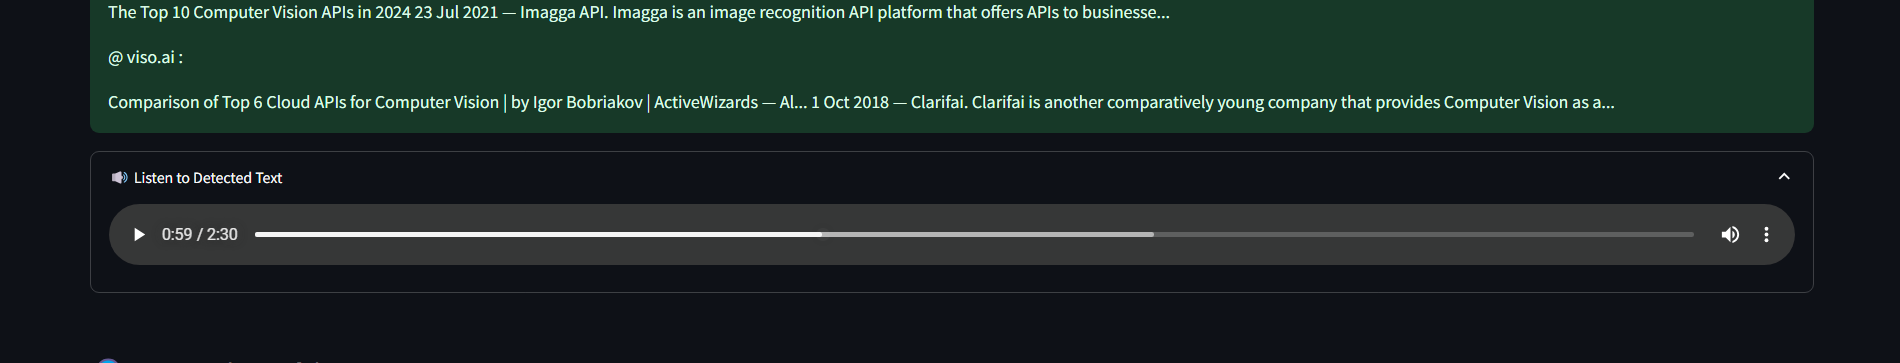 The Top 10 Computer Vision APIs in 2024 23 Jul 2021 — Imagga API. Imagga is an image recognition API platform that offers APIs to businesse...
@ viso.ai :
Comparison of Top 6 Cloud APIs for Computer Vision | by Igor Bobriakov | ActiveWizards — Al... 1 Oct 2018 — Clarifai. Clarifai is another comparatively young company that provides Computer Vision as a...
Listen to Detected Text
0:59 / 2:30